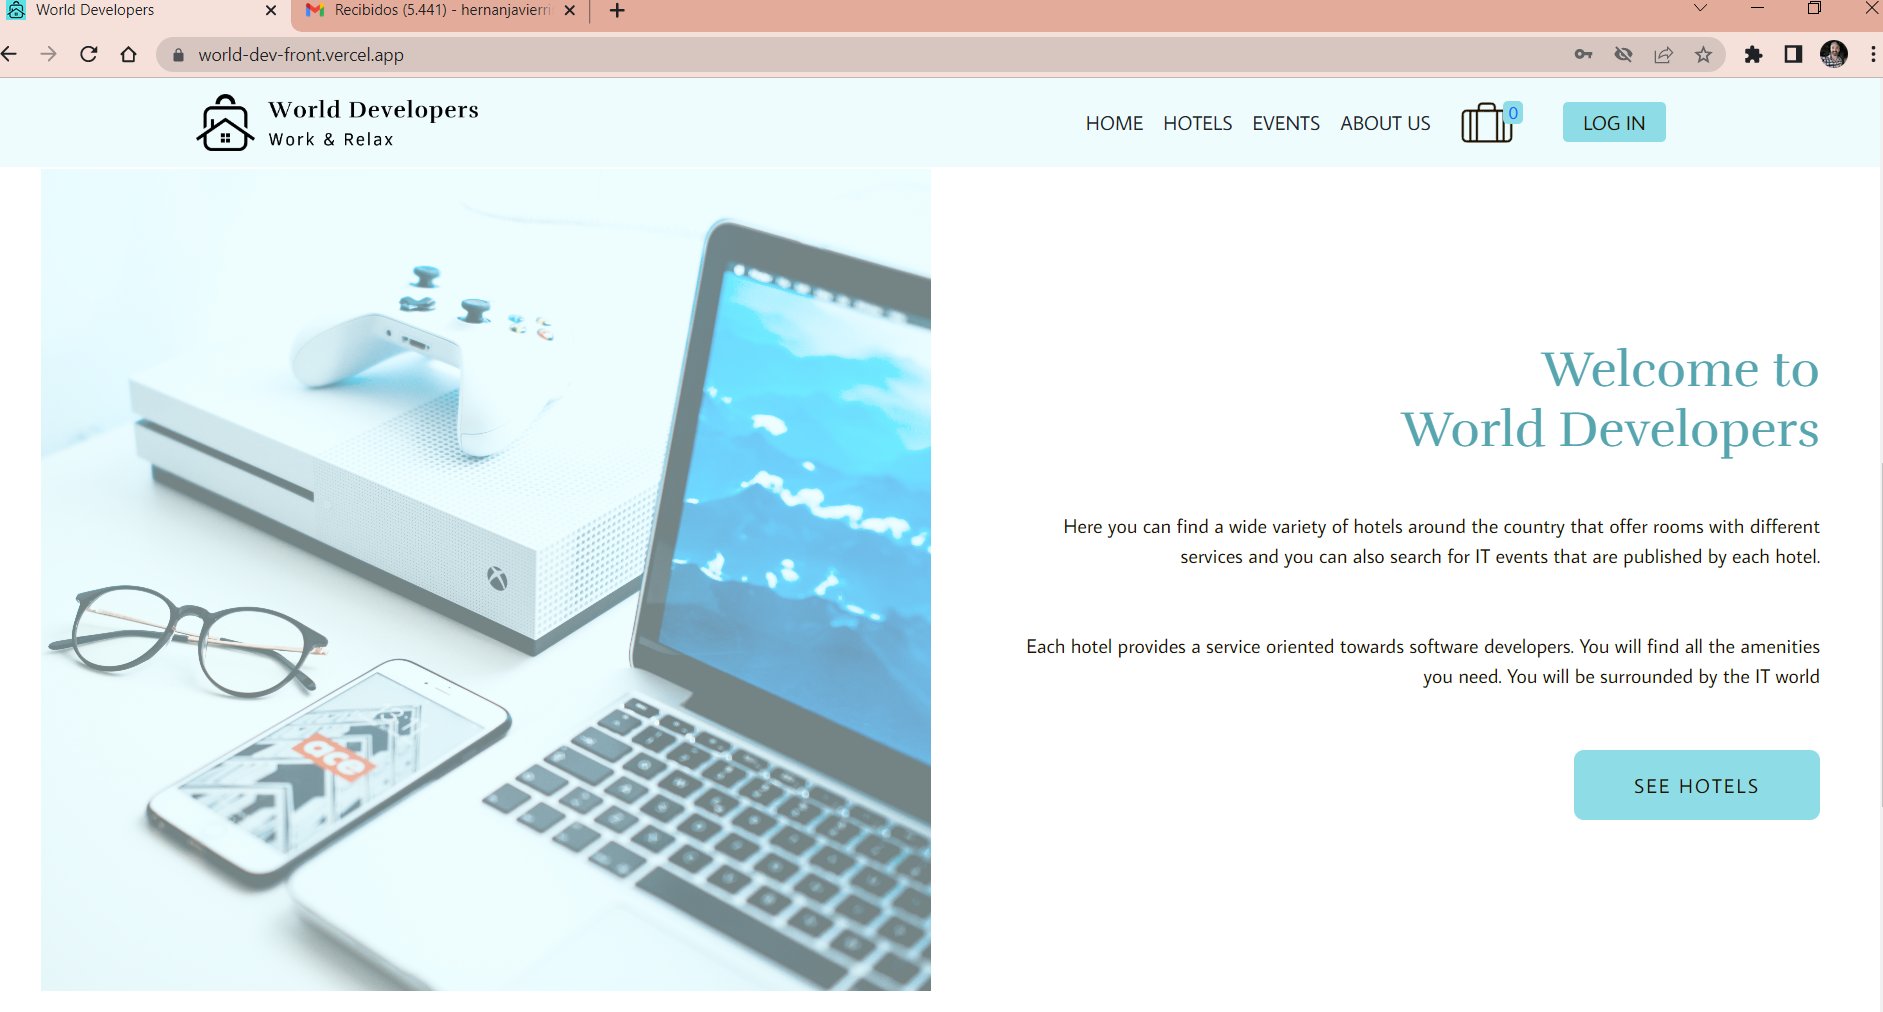 World Developers
Recibidos (5.441) - hernanjavierri
world-dev-front.vercel.app
World Developers
Work & Relax
HOME HOTELS EVENTS ABOUT US 0 LOG IN
Welcome to
World Developers
Here you can find a wide variety of hotels around the country that offer rooms with different
services and you can also search for IT events that are published by each hotel.
Each hotel provides a service oriented towards software developers. You will find all the amenities
you need. You will be surrounded by the IT world
SEE HOTELS
ace